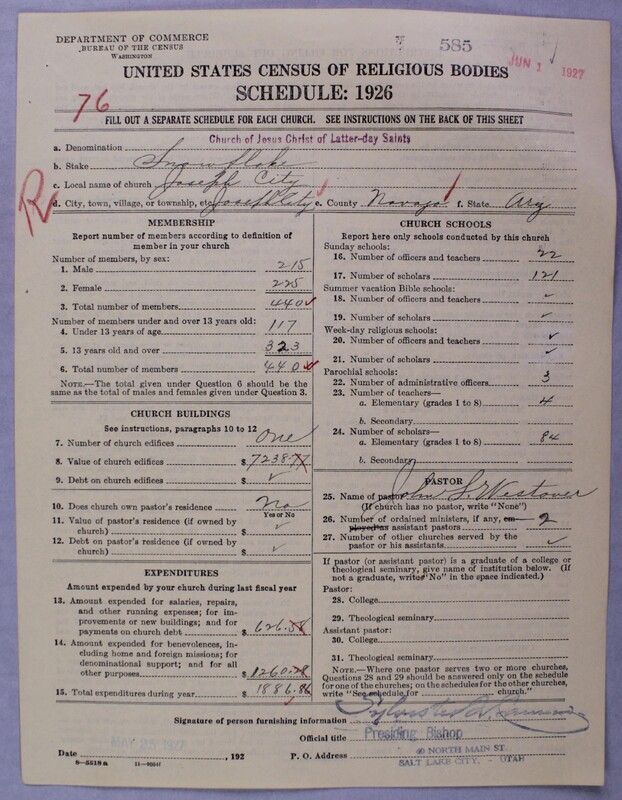 DEPARTMENT OF COMMERCE
BUREAU OF THE CENSUS
WASHINGTON
585
JUN 1 1927
UNITED STATES CENSUS OF RELIGIOUS BODIES
SCHEDULE: 1926
76
FILL OUT A SEPARATE SCHEDULE FOR EACH CHURCH. SEE INSTRUCTIONS ON THE BACK OF THIS SHEET
a. Denomination Church of Jesus Christ of Latter-day Saints
b. Stake Snowflake
c. Local name of church Joseph City
R
d. City, town, village, or township, etc. Joseph City e. County Navajo f. State Arz
MEMBERSHIP
Report number of members according to definition of
member in your church
Number of members, by sex:
1. Male 215
2. Female 225
3. Total number of members 440
Number of members under and over 13 years old:
4. Under 13 years of age 117
5. 13 years old and over 323
6. Total number of members 440
NOTE.—The total given under Question 6 should be
same as the total of males and females given under Question 3.
CHURCH BUILDINGS
See instructions, paragraphs 10 to 12
7. Number of church edifices One
8. Value of church edifices $ 7238 77
9. Debt on church edifices $ ✓
10. Does church own pastor's residence No
Yes or No
11. Value of pastor's residence (if owned by
church) $ ✓
12. Debt on pastor's residence (if owned by
church) $ ✓
EXPENDITURES
Amount expended by your church during last fiscal year
13. Amount expended for salaries, repairs,
and other running expenses; for im-
provements or new buildings; and for
payments on church debt $ 626.58
14. Amount expended for benevolences, in-
cluding home and foreign missions; for
denominational support; and for all
other purposes $ 1260.28
15. Total expenditures during year $ 1886.86
CHURCH SCHOOLS
Report here only schools conducted by this church
Sunday schools:
16. Number of officers and teachers 22
17. Number of scholars 121
Summer vacation Bible schools:
18. Number of officers and teachers ✓
19. Number of scholars ✓
Week-day religious schools:
20. Number of officers and teachers ✓
21. Number of scholars ✓
Parochial schools:
22. Number of administrative officers 3
23. Number of teachers—
a. Elementary (grades 1 to 8) 4
b. Secondary
24. Number of scholars—
a. Elementary (grades 1 to 8) 84
b. Secondary
PASTOR
25. Name of pastor John L. Westover
(If church has no pastor, write "None")
26. Number of ordained ministers, if any, em-
ployed as assistant pastors 2
27. Number of other churches served by the
pastor or his assistants ✓
If pastor (or assistant pastor) is a graduate of a college or
theological seminary, give name of institution below. (If
not a graduate, write "No" in the space indicated.)
Pastor:
28. College
29. Theological seminary
Assistant pastor:
30. College
31. Theological seminary
NOTE.—Where one pastor serves two or more churches,
Questions 28 and 29 should be answered only on the schedule
for one of the churches; on the schedules for the other churches,
write "See schedule for church."
Signature of person furnishing information
Official title Presiding Bishop
Date , 192 P. O. Address 40 NORTH MAIN ST.
SALT LAKE CITY, - UTAH
8-5518a